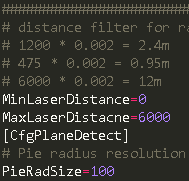 ##########################
# distance filter for ra
# 1200 * 0.002 = 2.4m
# 475 * 0.002 = 0.95m
# 6000 * 0.002 = 12m
MinLaserDistance=0
MaxLaserDistacne=6000
[CfgPlaneDetect]
# Pie radius resolution
PieRadSize=100